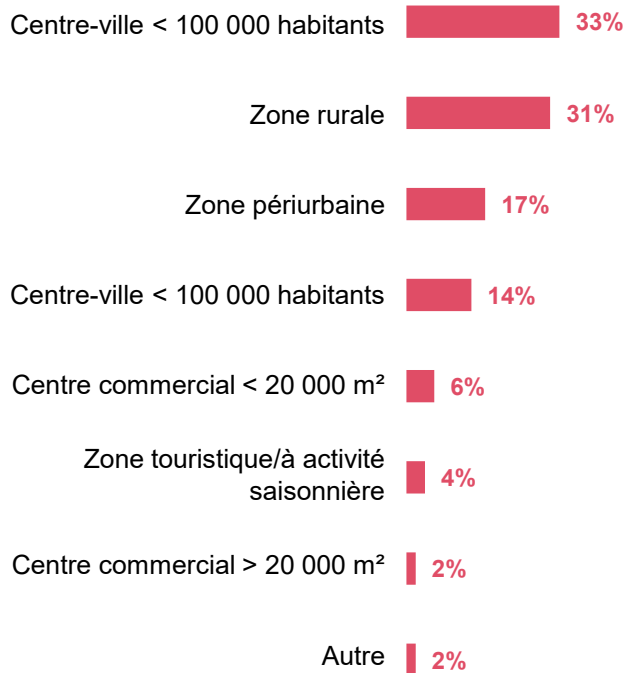 Centre-ville < 100 000 habitants 33%
Zone rurale 31%
Zone périurbaine 17%
Centre-ville < 100 000 habitants 14%
Centre commercial < 20 000 m² 6%
Zone touristique/à activité
saisonnière 4%
Centre commercial > 20 000 m² 2%
Autre 2%